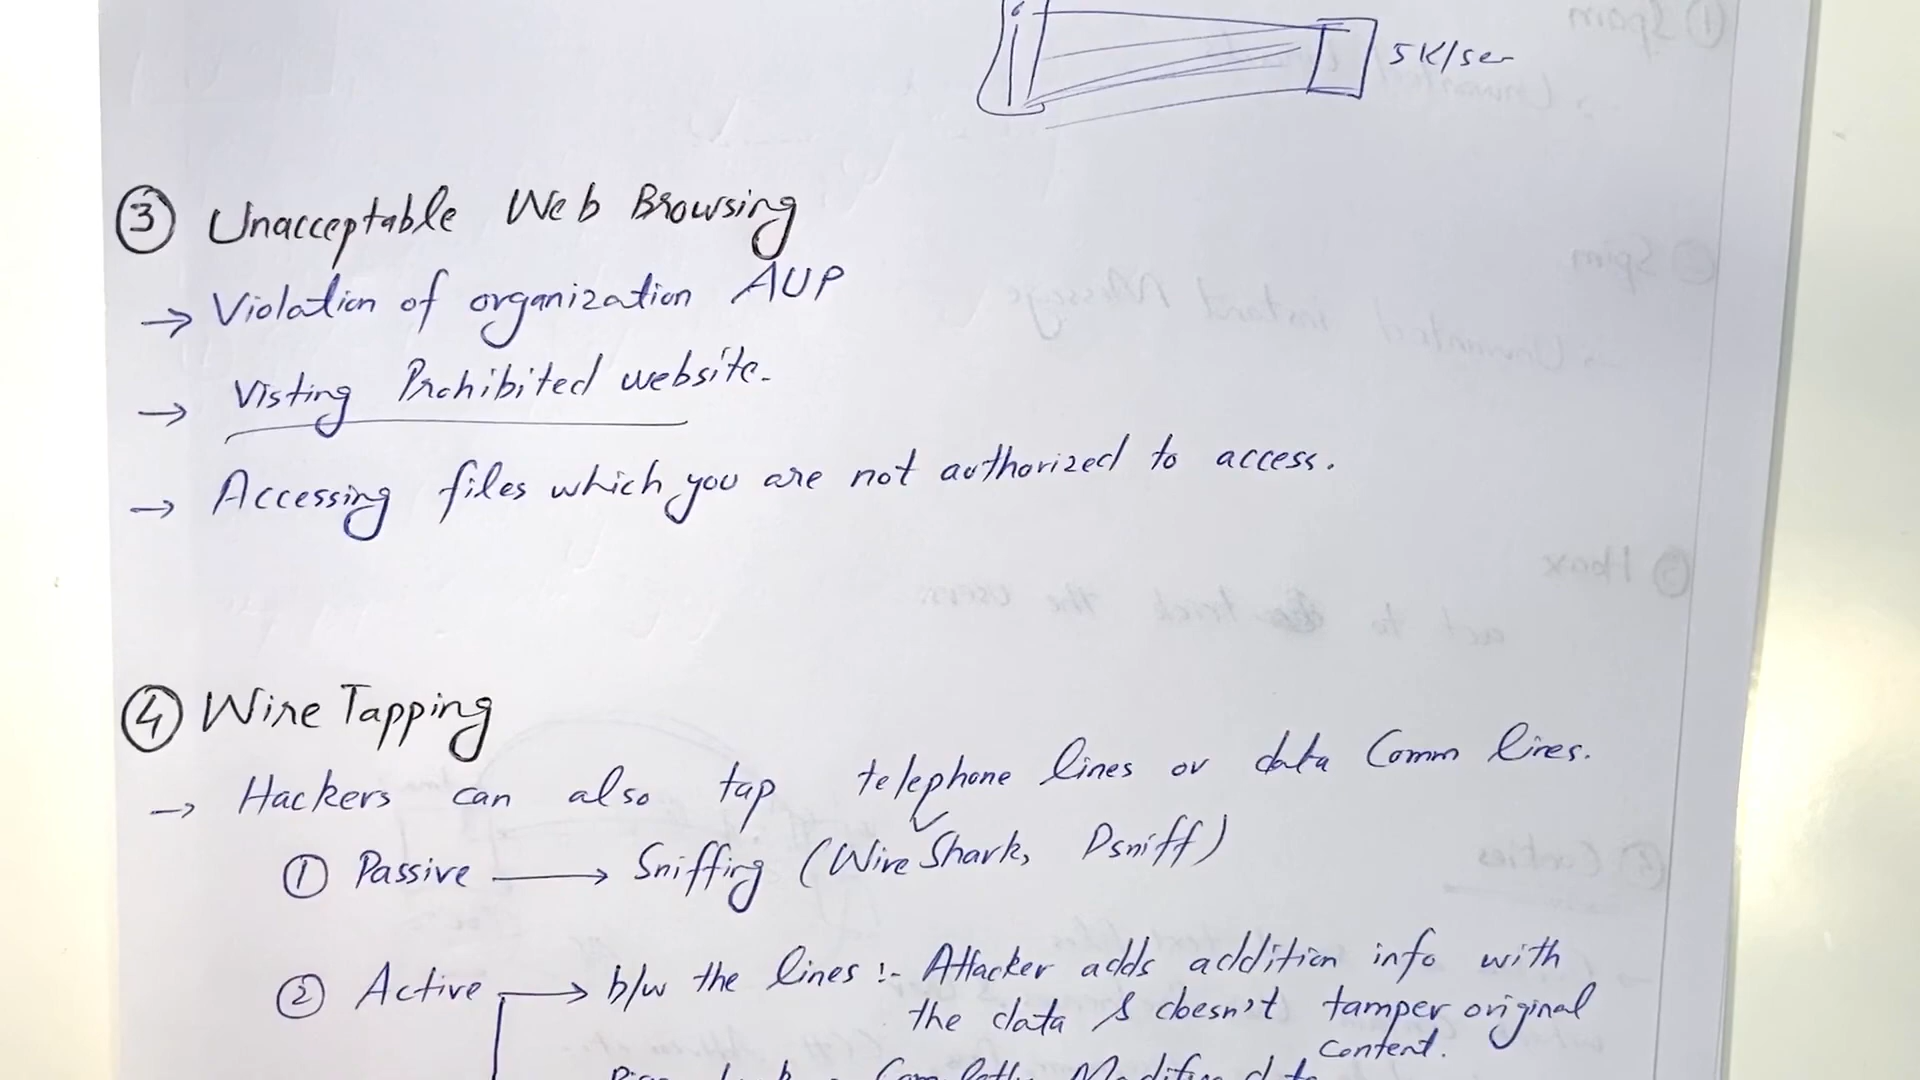 5K/sec
③ Unacceptable Web Browsing
→ Violation of organization AUP
→ Visting Prohibited website.
→ Accessing files which you are not authorized to access.
④ Wire Tapping
→ Hackers can also tap telephone lines or data Comm lines.
① Passive → Sniffing (Wire Shark, Dsniff)
② Active → b/w the lines :- Attacker adds addition info with
the data & doesn't tamper original
content.
Modifies data